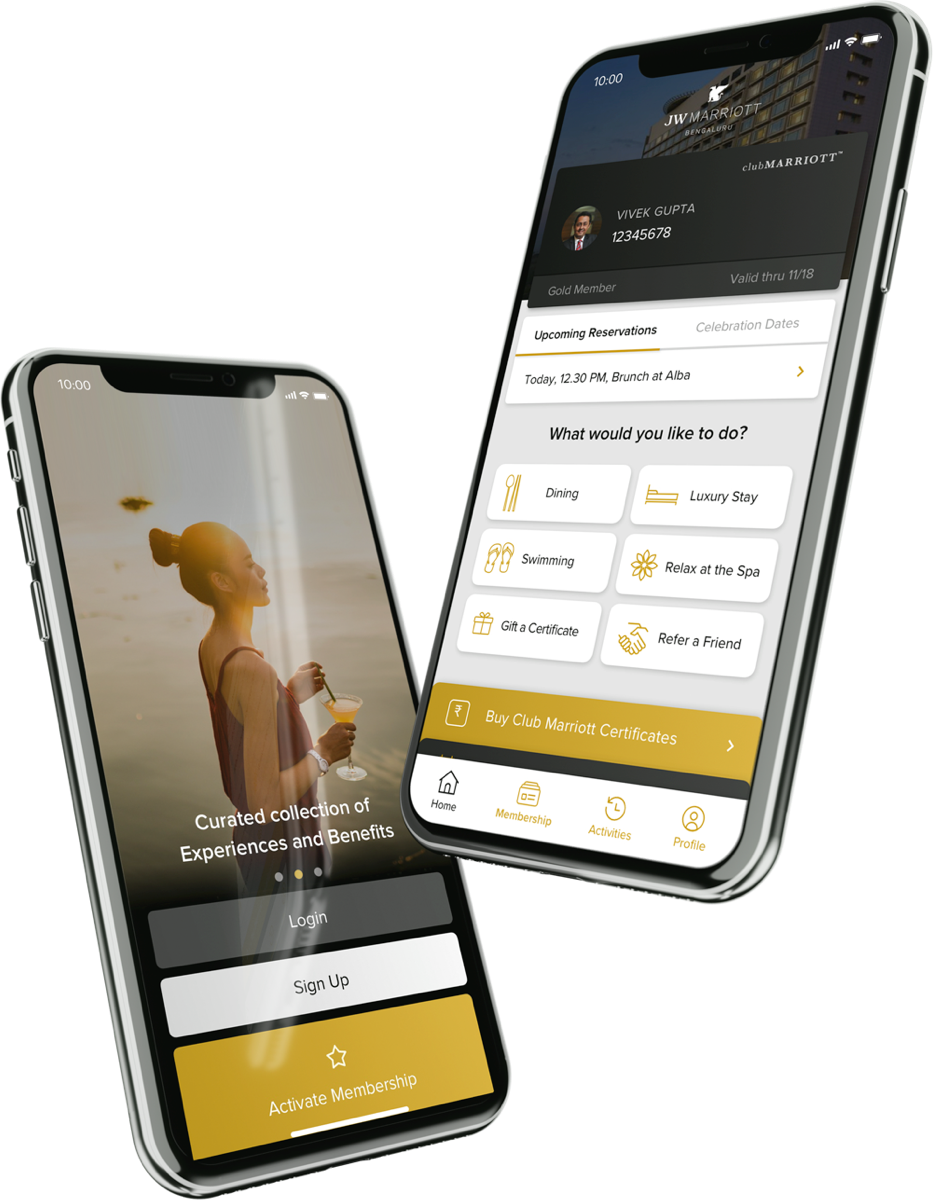 10:00
Curated collection of
Experiences and Benefits
Login
Sign Up
Activate Membership
10:00
JW MARRIOTT
BENGALURU
clubMARRIOTT™
VIVEK GUPTA
12345678
Gold Member
Valid thru 11/18
Upcoming Reservations
Celebration Dates
Today, 12.30 PM, Brunch at Alba
What would you like to do?
Dining
Luxury Stay
Swimming
Relax at the Spa
Gift a Certificate
Refer a Friend
₹
Buy Club Marriott Certificates
Home
Membership
Activities
Profile